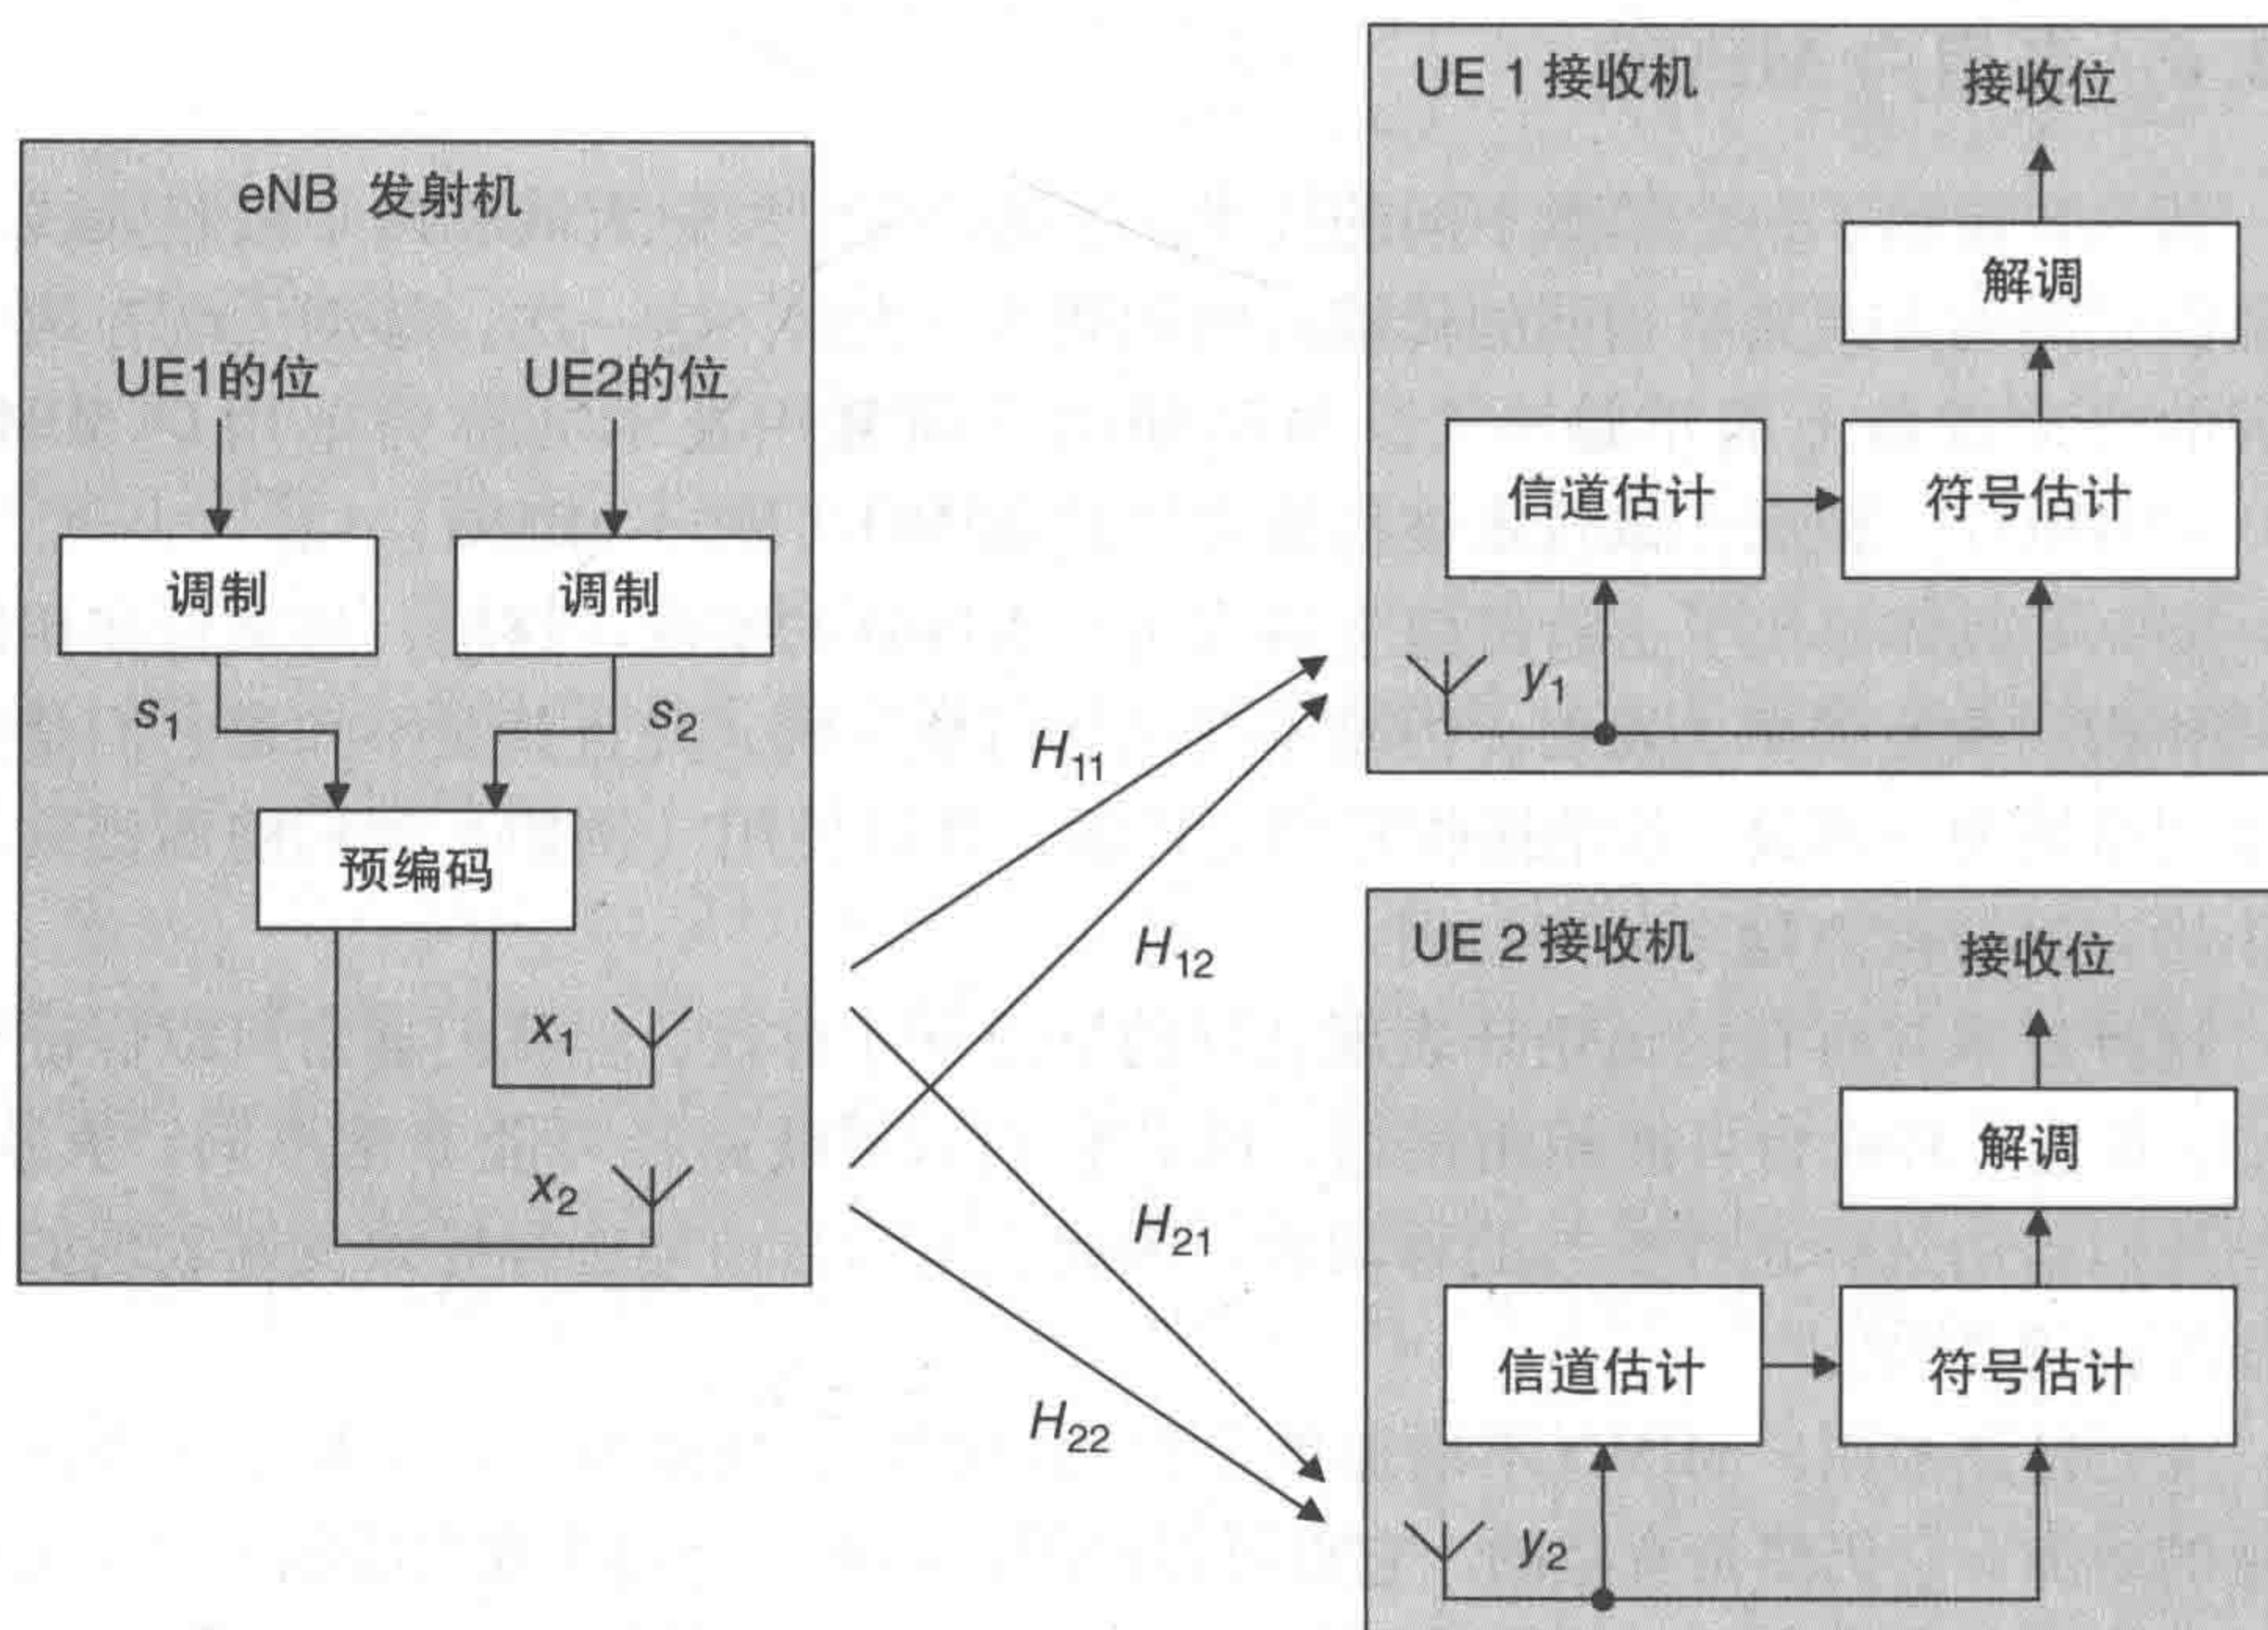 eNB 发射机
UE1的位
UE2的位
调制
调制
s1
s2
预编码
x1
x2
H11
H12
H21
H22
UE 1 接收机
接收位
解调
信道估计
符号估计
y1
UE 2 接收机
接收位
解调
信道估计
符号估计
y2